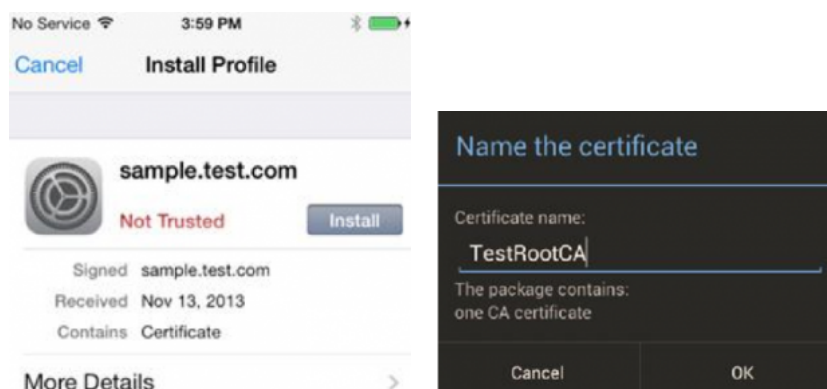 No Service 3:59 PM
Cancel Install Profile
sample.test.com
Not Trusted Install
Signed sample.test.com
Received Nov 13, 2013
Contains Certificate
More Details
Name the certificate
Certificate name:
TestRootCA
The package contains:
one CA certificate
Cancel OK